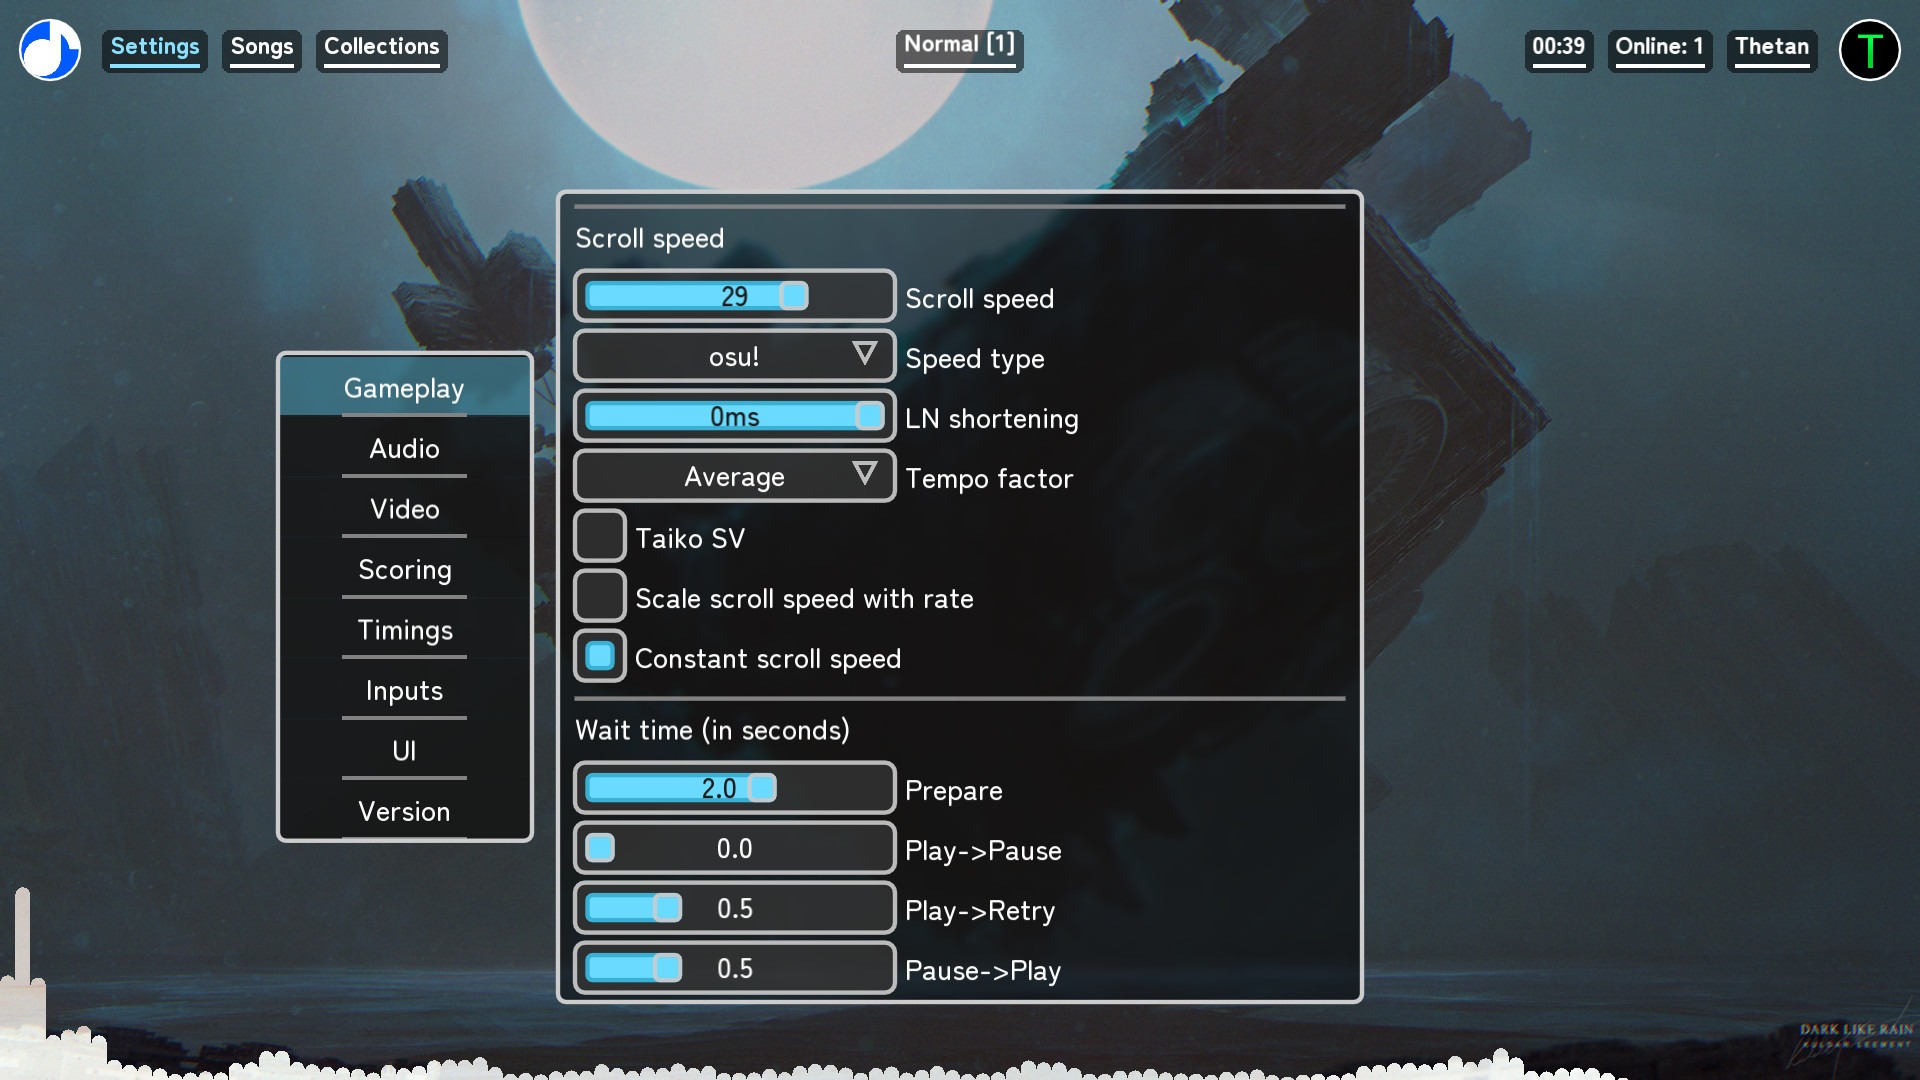 Settings
Songs
Collections
Normal [1]
00:39
Online: 1
Thetan
T
Gameplay
Audio
Video
Scoring
Timings
Inputs
UI
Version
Scroll speed
29 Scroll speed
osu! Speed type
0ms LN shortening
Average Tempo factor
Taiko SV
Scale scroll speed with rate
Constant scroll speed
Wait time (in seconds)
2.0 Prepare
0.0 Play->Pause
0.5 Play->Retry
0.5 Pause->Play
DARK LIKE RAIN